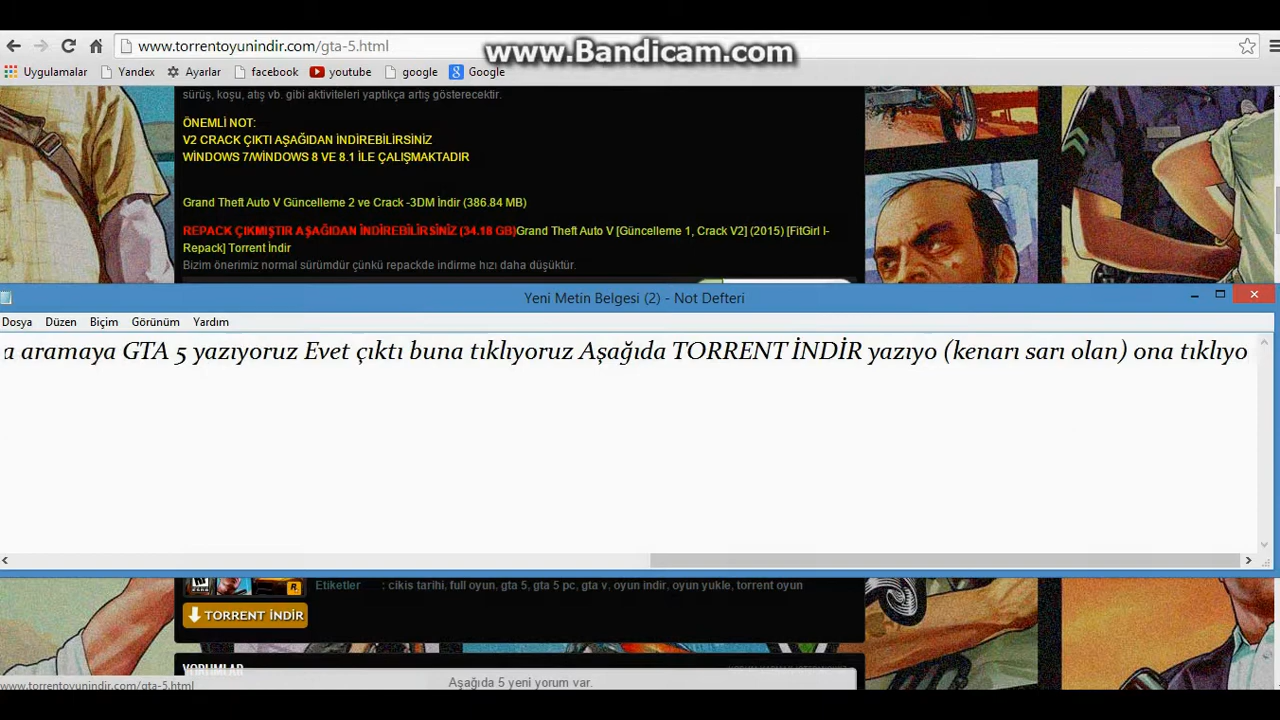 www.torrentoyunindir.com/gta-5.html
www.Bandicam.com
Uygulamalar Yandex Ayarlar facebook youtube google Google
sürüş, koşu, atış vb. gibi aktiviteleri yaptıkça artış gösterecektir.
ÖNEMLİ NOT:
V2 CRACK ÇIKTI AŞAĞIDAN İNDİREBİLİRSİNİZ
WİNDOWS 7/WİNDOWS 8 VE 8.1 İLE ÇALIŞMAKTADIR
Grand Theft Auto V Güncelleme 2 ve Crack -3DM İndir (386.84 MB)
REPACK ÇIKMIŞTIR AŞAĞIDAN İNDİREBİLİRSİNİZ (34.18 GB)Grand Theft Auto V [Güncelleme 1, Crack V2] (2015) [FitGirl I-
Repack] Torrent İndir
Bizim önerimiz normal sürümdür çünkü repackde indirme hızı daha düşüktür.
Yeni Metin Belgesi (2) - Not Defteri
Dosya Düzen Biçim Görünüm Yardım
a aramaya GTA 5 yazıyoruz Evet çıktı buna tıklıyoruz Aşağıda TORRENT İNDİR yazıyo (kenarı sarı olan) ona tıklıyo
Etiketler : cikis tarihi, full oyun, gta 5, gta 5 pc, gta v, oyun indir, oyun yukle, torrent oyun
TORRENT İNDİR
YORUMLAR
Aşağıda 5 yeni yorum var.
www.torrentoyunindir.com/gta-5.html